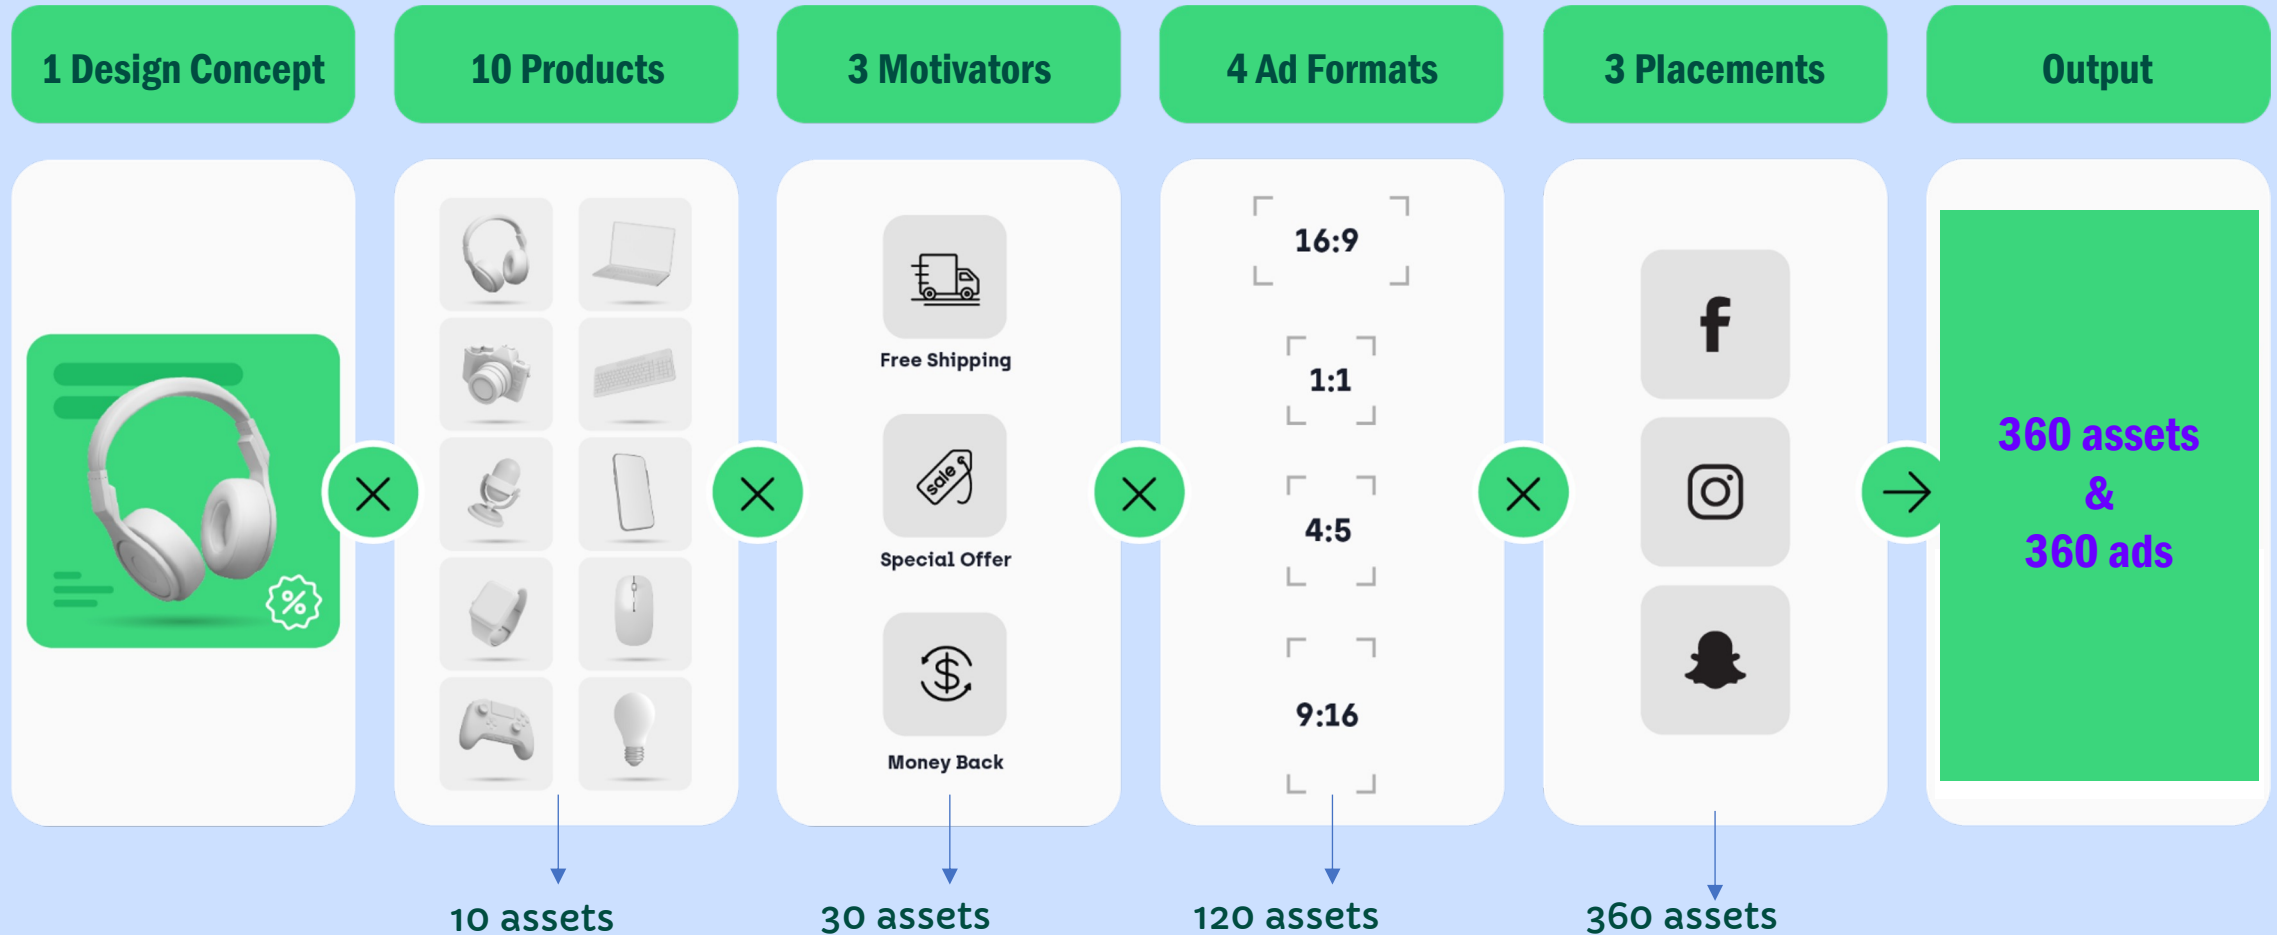 1 Design Concept
10 Products
3 Motivators
4 Ad Formats
3 Placements
Output
Free Shipping
sale
Special Offer
$
Money Back
16:9
1:1
4:5
9:16
%
360 assets
&
360 ads
10 assets
30 assets
120 assets
360 assets